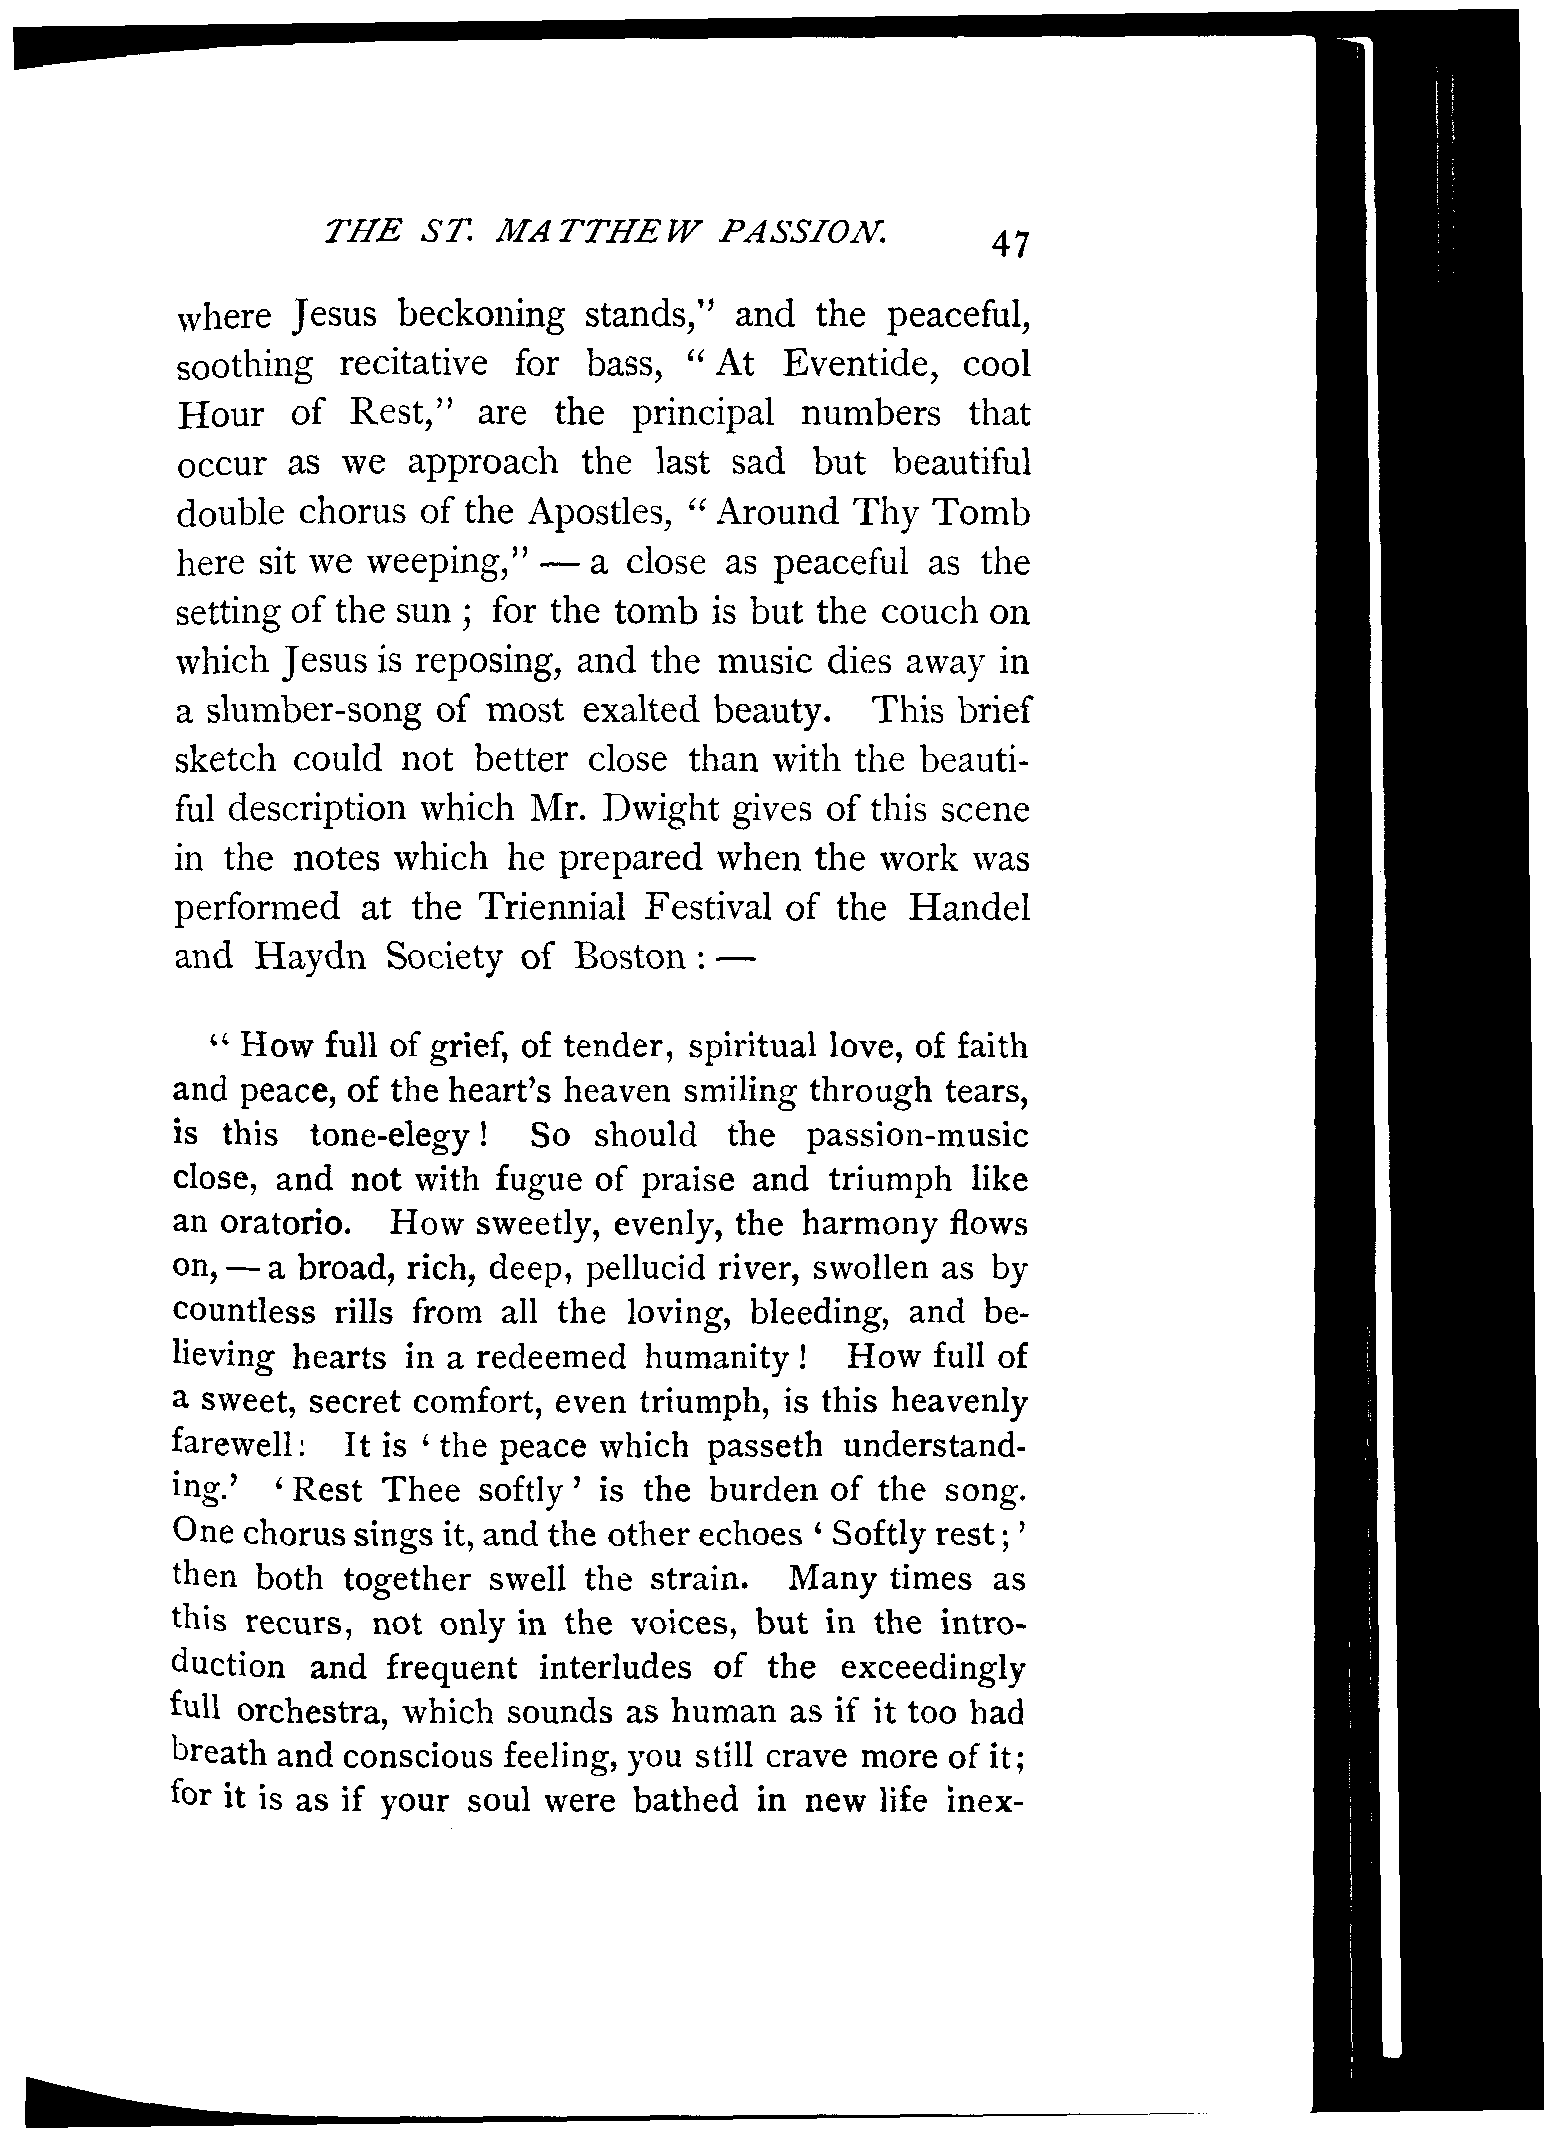 THE ST. MATTHEW PASSION. 47
where Jesus beckoning stands," and the peaceful,
soothing recitative for bass, "At Eventide, cool
Hour of Rest," are the principal numbers that
occur as we approach the last sad but beautiful
double chorus of the Apostles, "Around Thy Tomb
here sit we weeping," — a close as peaceful as the
setting of the sun; for the tomb is but the couch on
which Jesus is reposing, and the music dies away in
a slumber-song of most exalted beauty. This brief
sketch could not better close than with the beauti-
ful description which Mr. Dwight gives of this scene
in the notes which he prepared when the work was
performed at the Triennial Festival of the Handel
and Haydn Society of Boston: —
"How full of grief, of tender, spiritual love, of faith
and peace, of the heart's heaven smiling through tears,
is this tone-elegy! So should the passion-music
close, and not with fugue of praise and triumph like
an oratorio. How sweetly, evenly, the harmony flows
on, — a broad, rich, deep, pellucid river, swollen as by
countless rills from all the loving, bleeding, and be-
lieving hearts in a redeemed humanity! How full of
a sweet, secret comfort, even triumph, is this heavenly
farewell: It is 'the peace which passeth understand-
ing.' 'Rest Thee softly' is the burden of the song.
One chorus sings it, and the other echoes 'Softly rest;'
then both together swell the strain. Many times as
this recurs, not only in the voices, but in the intro-
duction and frequent interludes of the exceedingly
full orchestra, which sounds as human as if it too had
breath and conscious feeling, you still crave more of it;
for it is as if your soul were bathed in new life inex-